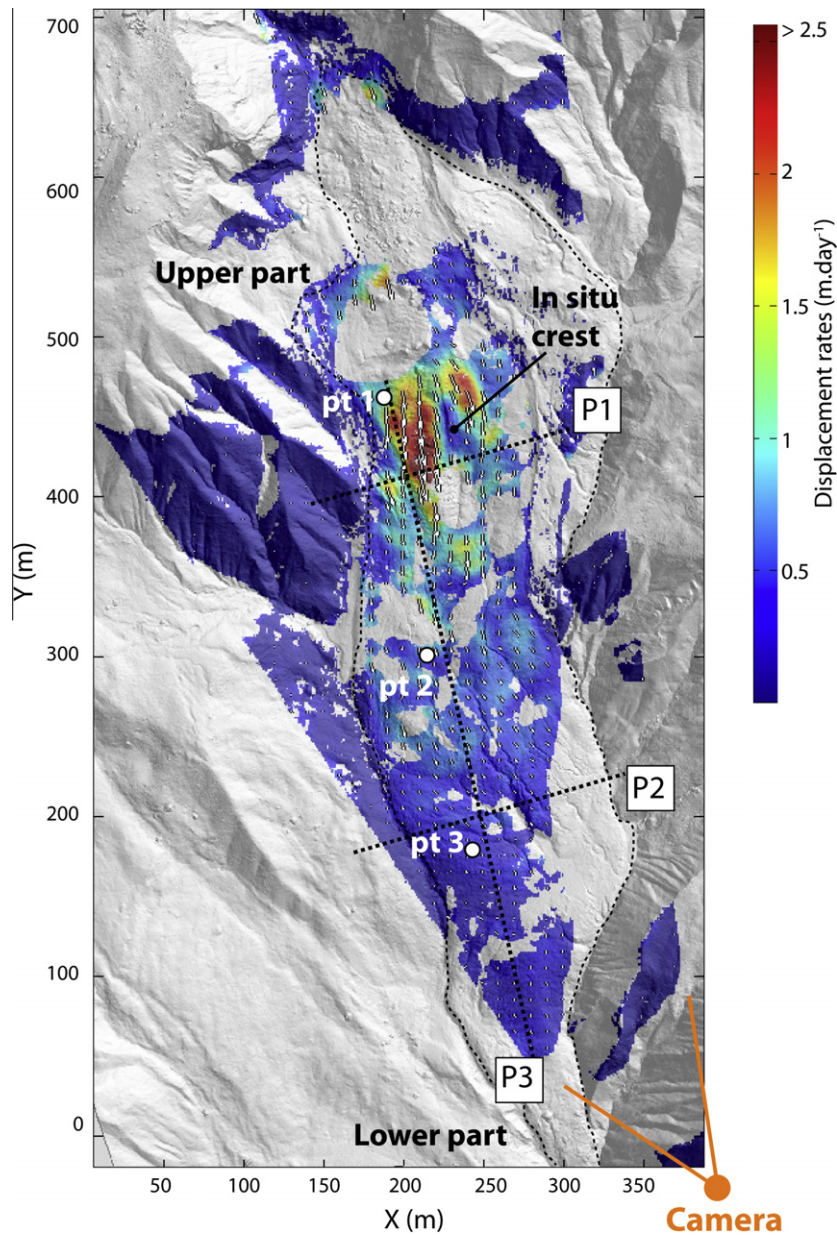 700
600
500
400
300
200
100
0
Y (m)
50
100
150
200
250
300
350
X (m)
Upper part
In situ
crest
pt 1
P1
pt 2
P2
pt 3
P3
Lower part
Camera
> 2.5
2
1.5
1
0.5
Displacement rates (m.day⁻¹)